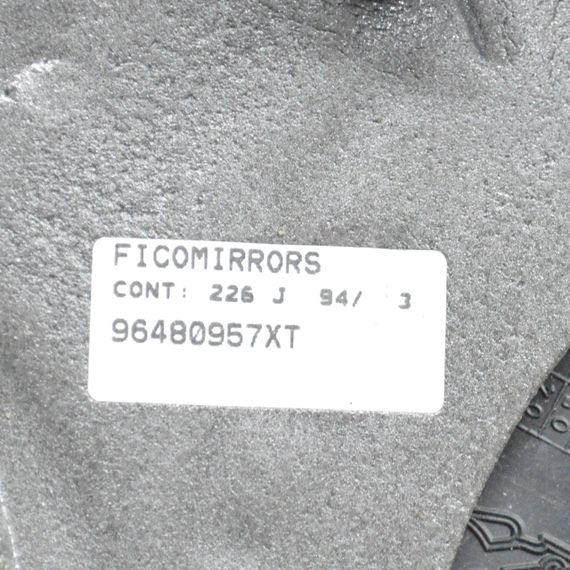 FICOMIRRORS
CONT: 226 J 94/ 3
96480957XT